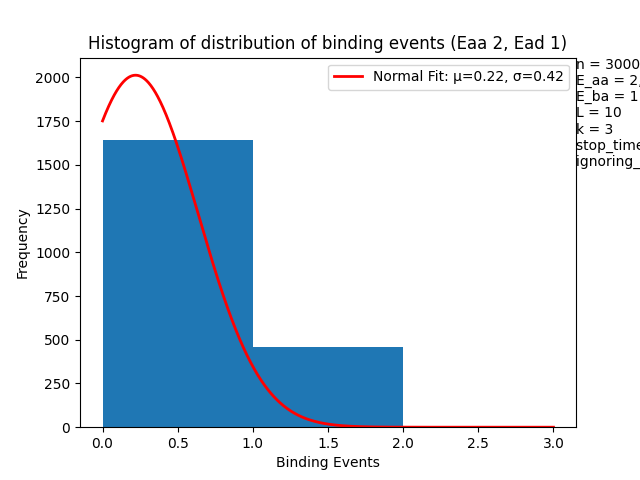 Histogram of distribution of binding events (Eaa 2, Ead 1)
Normal Fit: μ=0.22, σ=0.42
n = 3000
E_aa = 2,
E_ba = 1
L = 10
k = 3
stop_time
ignoring_
Frequency
2000
1750
1500
1250
1000
750
500
250
0
0.0 0.5 1.0 1.5 2.0 2.5 3.0
Binding Events